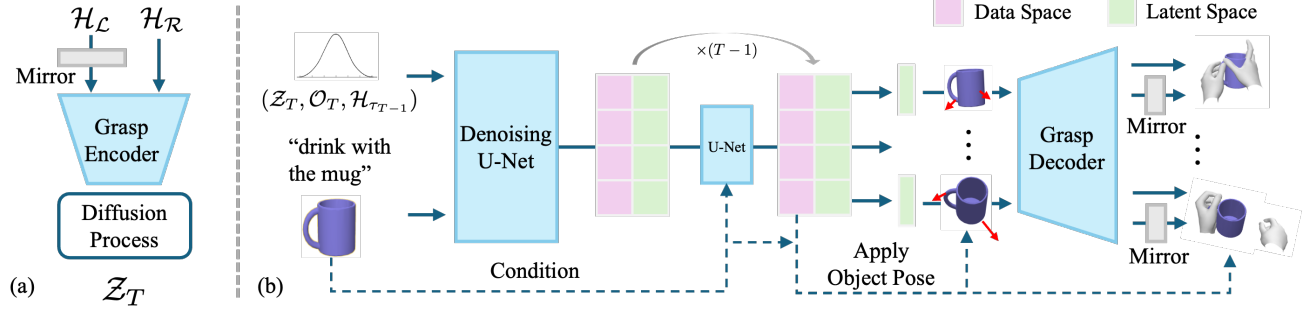 $\mathcal{H}_{\mathcal{L}}$ $\mathcal{H}_{\mathcal{R}}$
Mirror
Grasp
Encoder
Diffusion
Process
(a)
$\mathcal{Z}_T$
Data Space
Latent Space
×(T − 1)
$(\mathcal{Z}_T, \mathcal{O}_T, \mathcal{H}_{\tau_{T-1}})$
“drink with
the mug”
Denoising
U-Net
U-Net
Condition
Apply
Object Pose
Grasp
Decoder
Mirror
Mirror
(b)